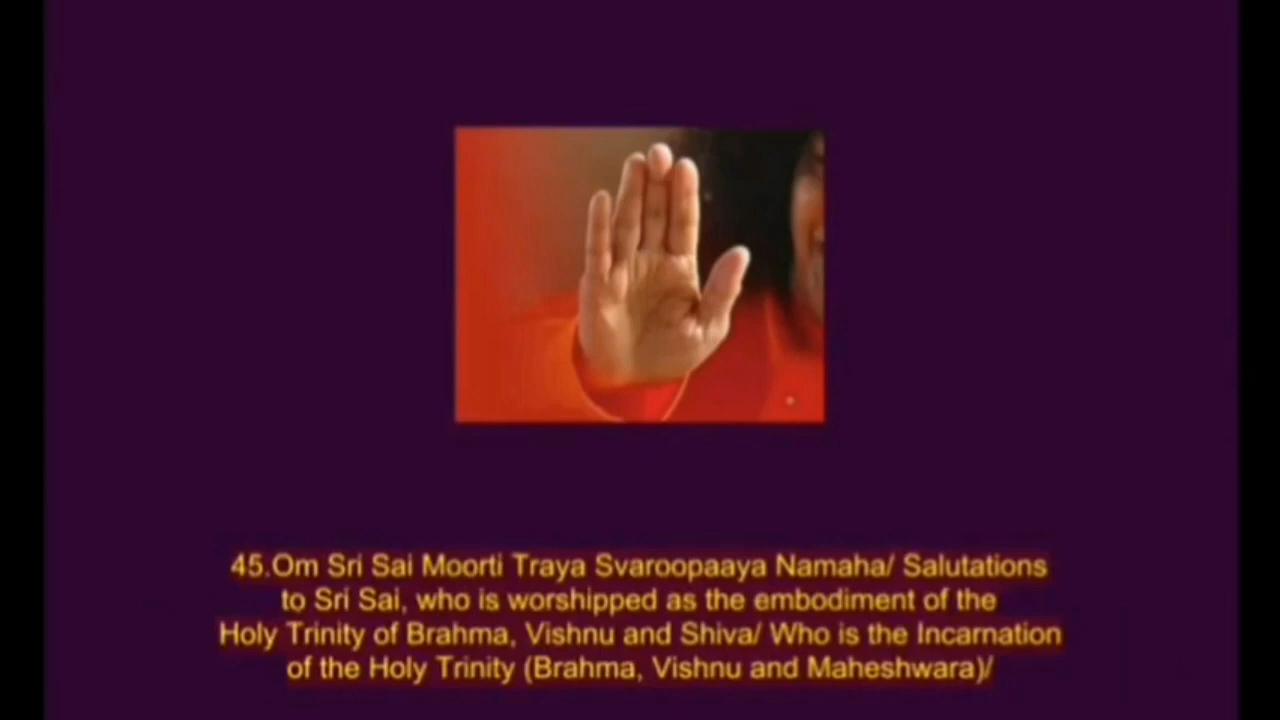 45.Om Sri Sai Moorti Traya Svaroopaaya Namaha/ Salutations
to Sri Sai, who is worshipped as the embodiment of the
Holy Trinity of Brahma, Vishnu and Shiva/ Who is the Incarnation
of the Holy Trinity (Brahma, Vishnu and Maheshwara)/